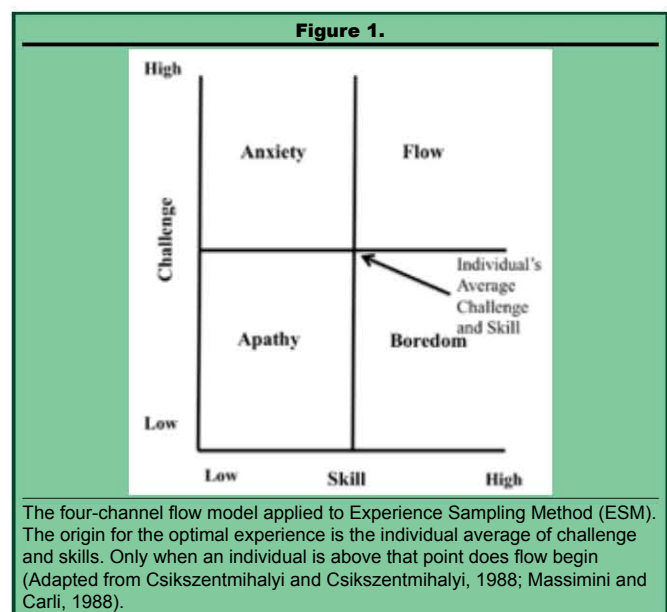 Figure 1.
High
Anxiety
Flow
Challenge
Individual's
Average
Challenge
and Skill
Apathy
Boredom
Low
Low
Skill
High
The four-channel flow model applied to Experience Sampling Method (ESM).
The origin for the optimal experience is the individual average of challenge
and skills. Only when an individual is above that point does flow begin
(Adapted from Csikszentmihalyi and Csikszentmihalyi, 1988; Massimini and
Carli, 1988).